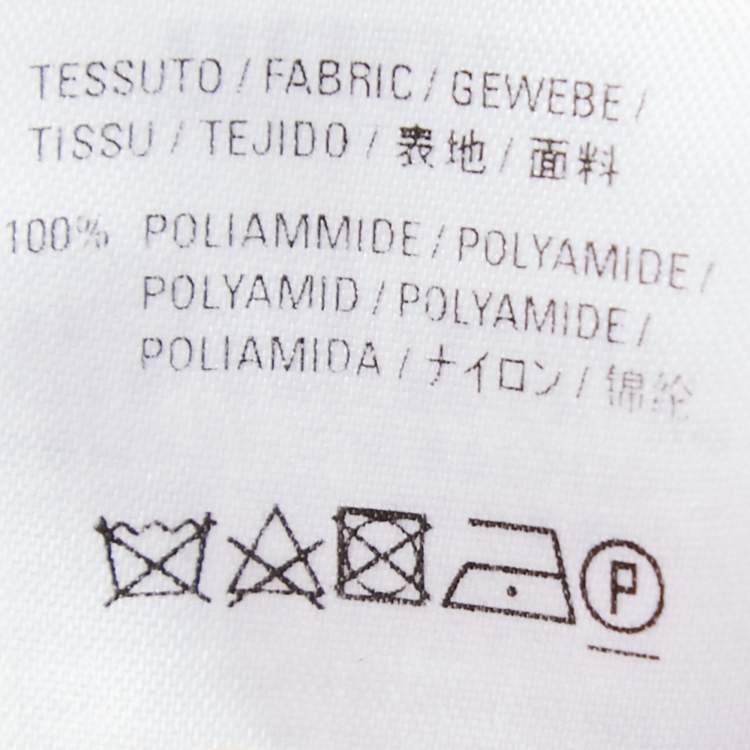 TESSUTO / FABRIC / GEWEBE /
TISSU / TEJIDO / 表地 / 面料
100% POLIAMMIDE / POLYAMIDE /
POLYAMID / POLYAMIDE /
POLIAMIDA / ナイロン / 锦纶
P